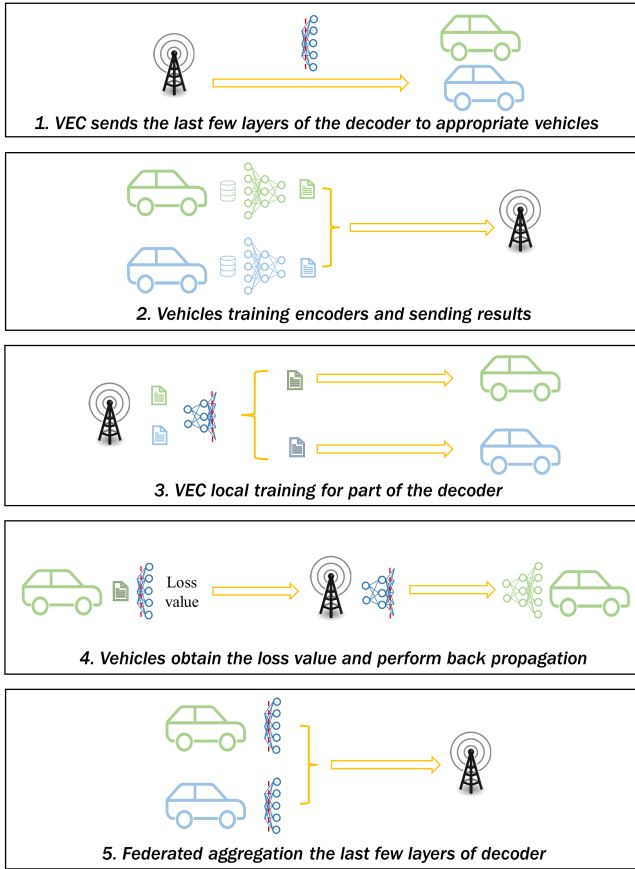 1. VEC sends the last few layers of the decoder to appropriate vehicles
2. Vehicles training encoders and sending results
3. VEC local training for part of the decoder
Loss
value
4. Vehicles obtain the loss value and perform back propagation
5. Federated aggregation the last few layers of decoder